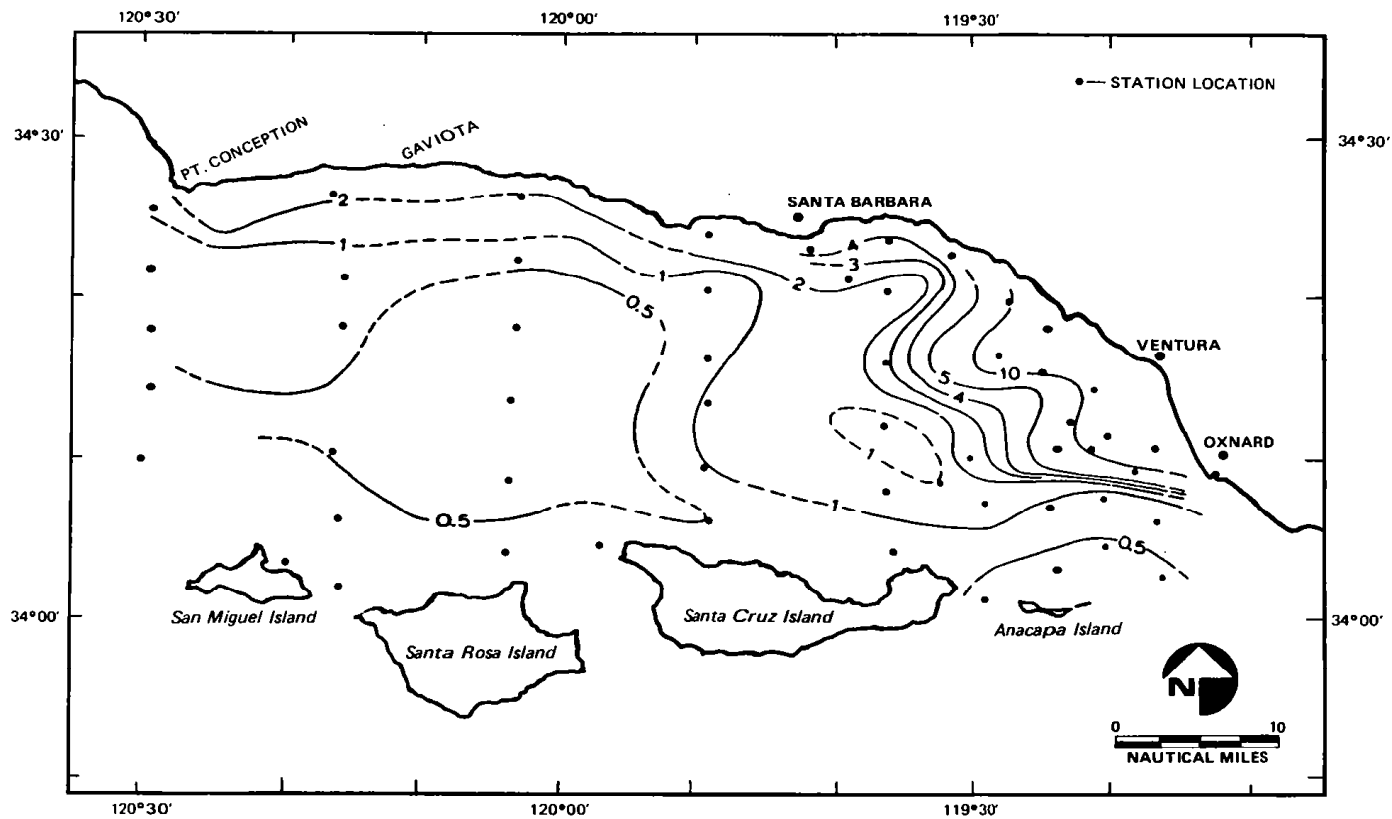 120°30′
120°00′
119°30′
•— STATION LOCATION
34°30′
34°30′
PT. CONCEPTION
GAVIOTA
SANTA BARBARA
2
1
4
3
1
2
0.5
VENTURA
5
10
4
1
OXNARD
0.5
1
0.5
San Miguel Island
Santa Rosa Island
Santa Cruz Island
Anacapa Island
34°00′
34°00′
N
0 10
NAUTICAL MILES
120°30′
120°00′
119°30′